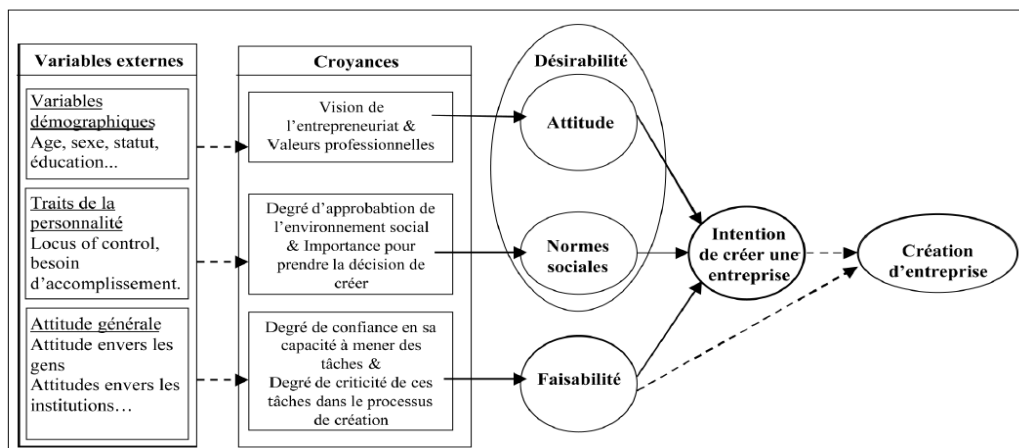 Variables externes
Variables
démographiques
Age, sexe, statut,
éducation...
Traits de la
personnalité
Locus of control,
besoin
d’accomplissement.
Attitude générale
Attitude envers les
gens
Attitudes envers les
institutions…
Croyances
Vision de
l’entrepreneuriat &
Valeurs professionnelles
Degré d’approbabtion de
l’environnement social
& Importance pour
prendre la décision de
créer
Degré de confiance en sa
capacité à mener des
tâches &
Degré de criticité de ces
tâches dans le processus
de création
Désirabilité
Attitude
Normes
sociales
Faisabilité
Intention
de créer une
entreprise
Création
d’entreprise